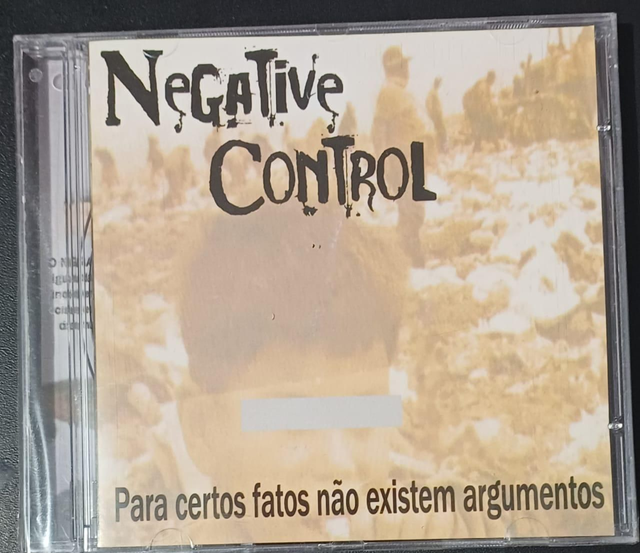 NeGATive
CONTROL
Para certos fatos não existem argumentos